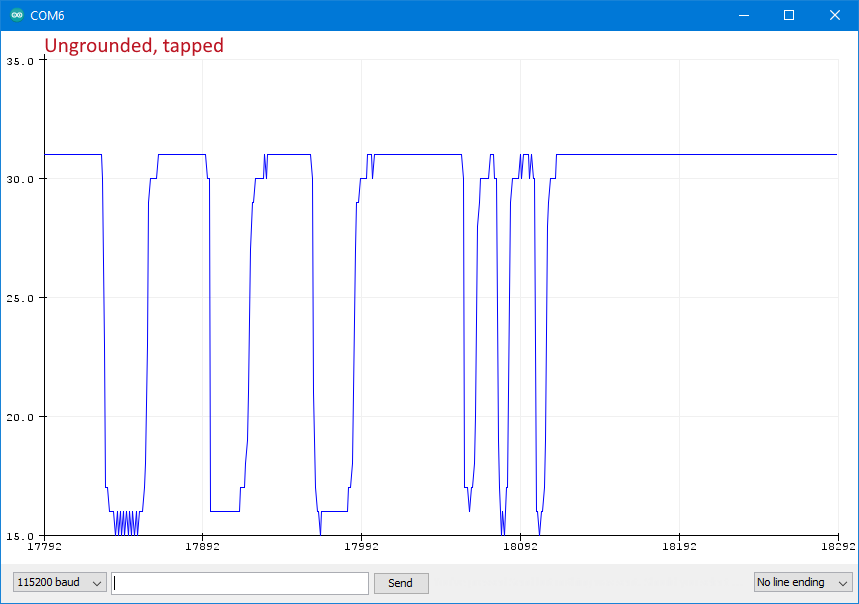 COM6
Ungrounded, tapped
35.0
30.0
25.0
20.0
15.0
17792 17892 17992 18092 18192 18292
115200 baud Send No line ending